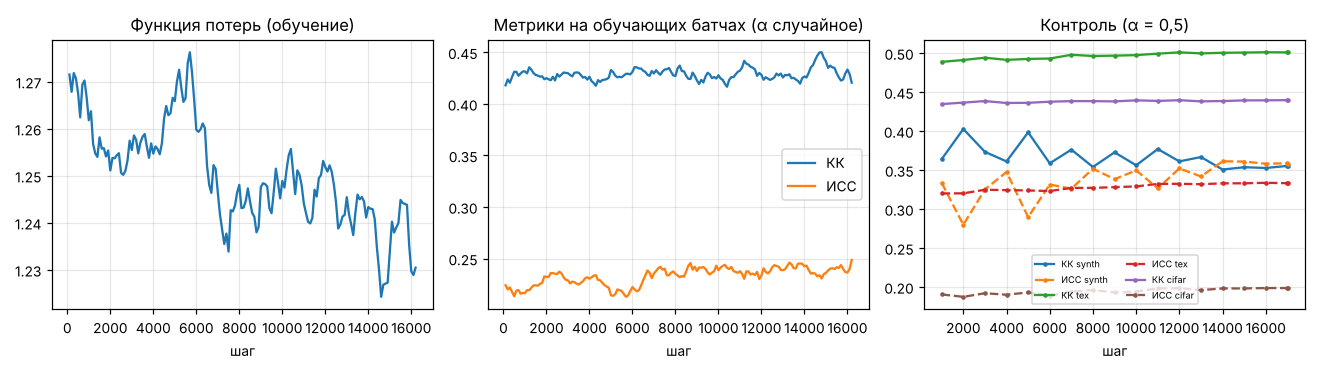 Функция потерь (обучение)
1.27
1.26
1.25
1.24
1.23
0 2000 4000 6000 8000 10000 12000 14000 16000
шаг
Метрики на обучающих батчах (α случайное)
0.45
0.40
0.35
0.30
0.25
КК
ИСС
0 2000 4000 6000 8000 10000 12000 14000 16000
шаг
Контроль (α = 0,5)
0.50
0.45
0.40
0.35
0.30
0.25
0.20
КК synth
ИСС synth
КК tex
ИСС tex
КК cifar
ИСС cifar
2000 4000 6000 8000 10000 12000 14000 16000
шаг